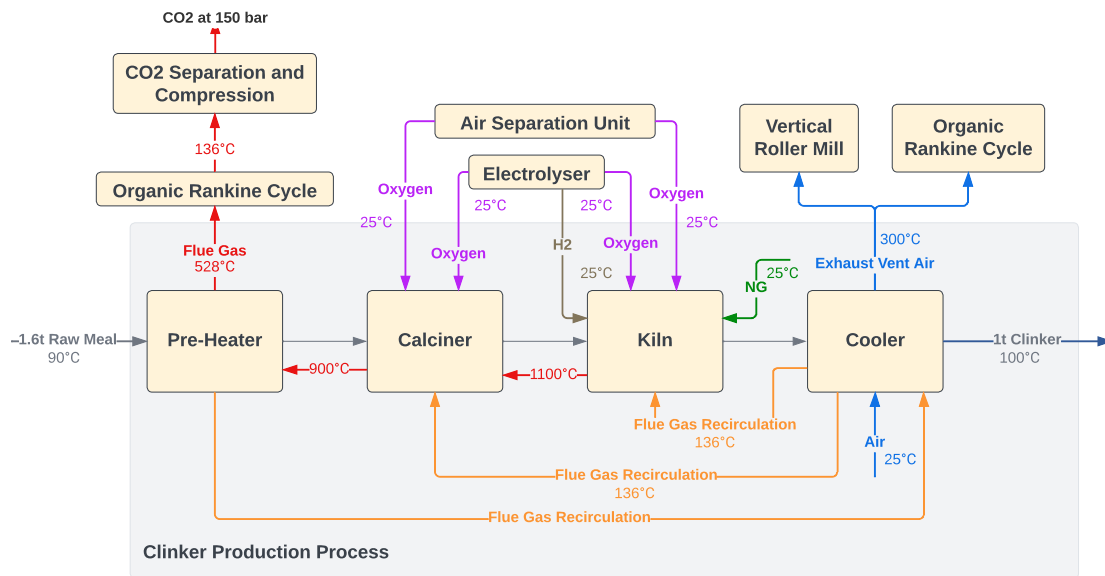 CO2 at 150 bar
CO2 Separation and
Compression
136°C
Organic Rankine Cycle
Flue Gas
528°C
Air Separation Unit
Electrolyser
Oxygen
25°C
25°C
Oxygen
H2
25°C
25°C
Oxygen
Oxygen
25°C
NG
25°C
Vertical
Roller Mill
Organic
Rankine Cycle
300°C
Exhaust Vent Air
1.6t Raw Meal
90°C
Pre-Heater
900°C
Calciner
1100°C
Kiln
Cooler
1t Clinker
100°C
Flue Gas Recirculation
136°C
Air
25°C
Flue Gas Recirculation
136°C
Flue Gas Recirculation
Clinker Production Process